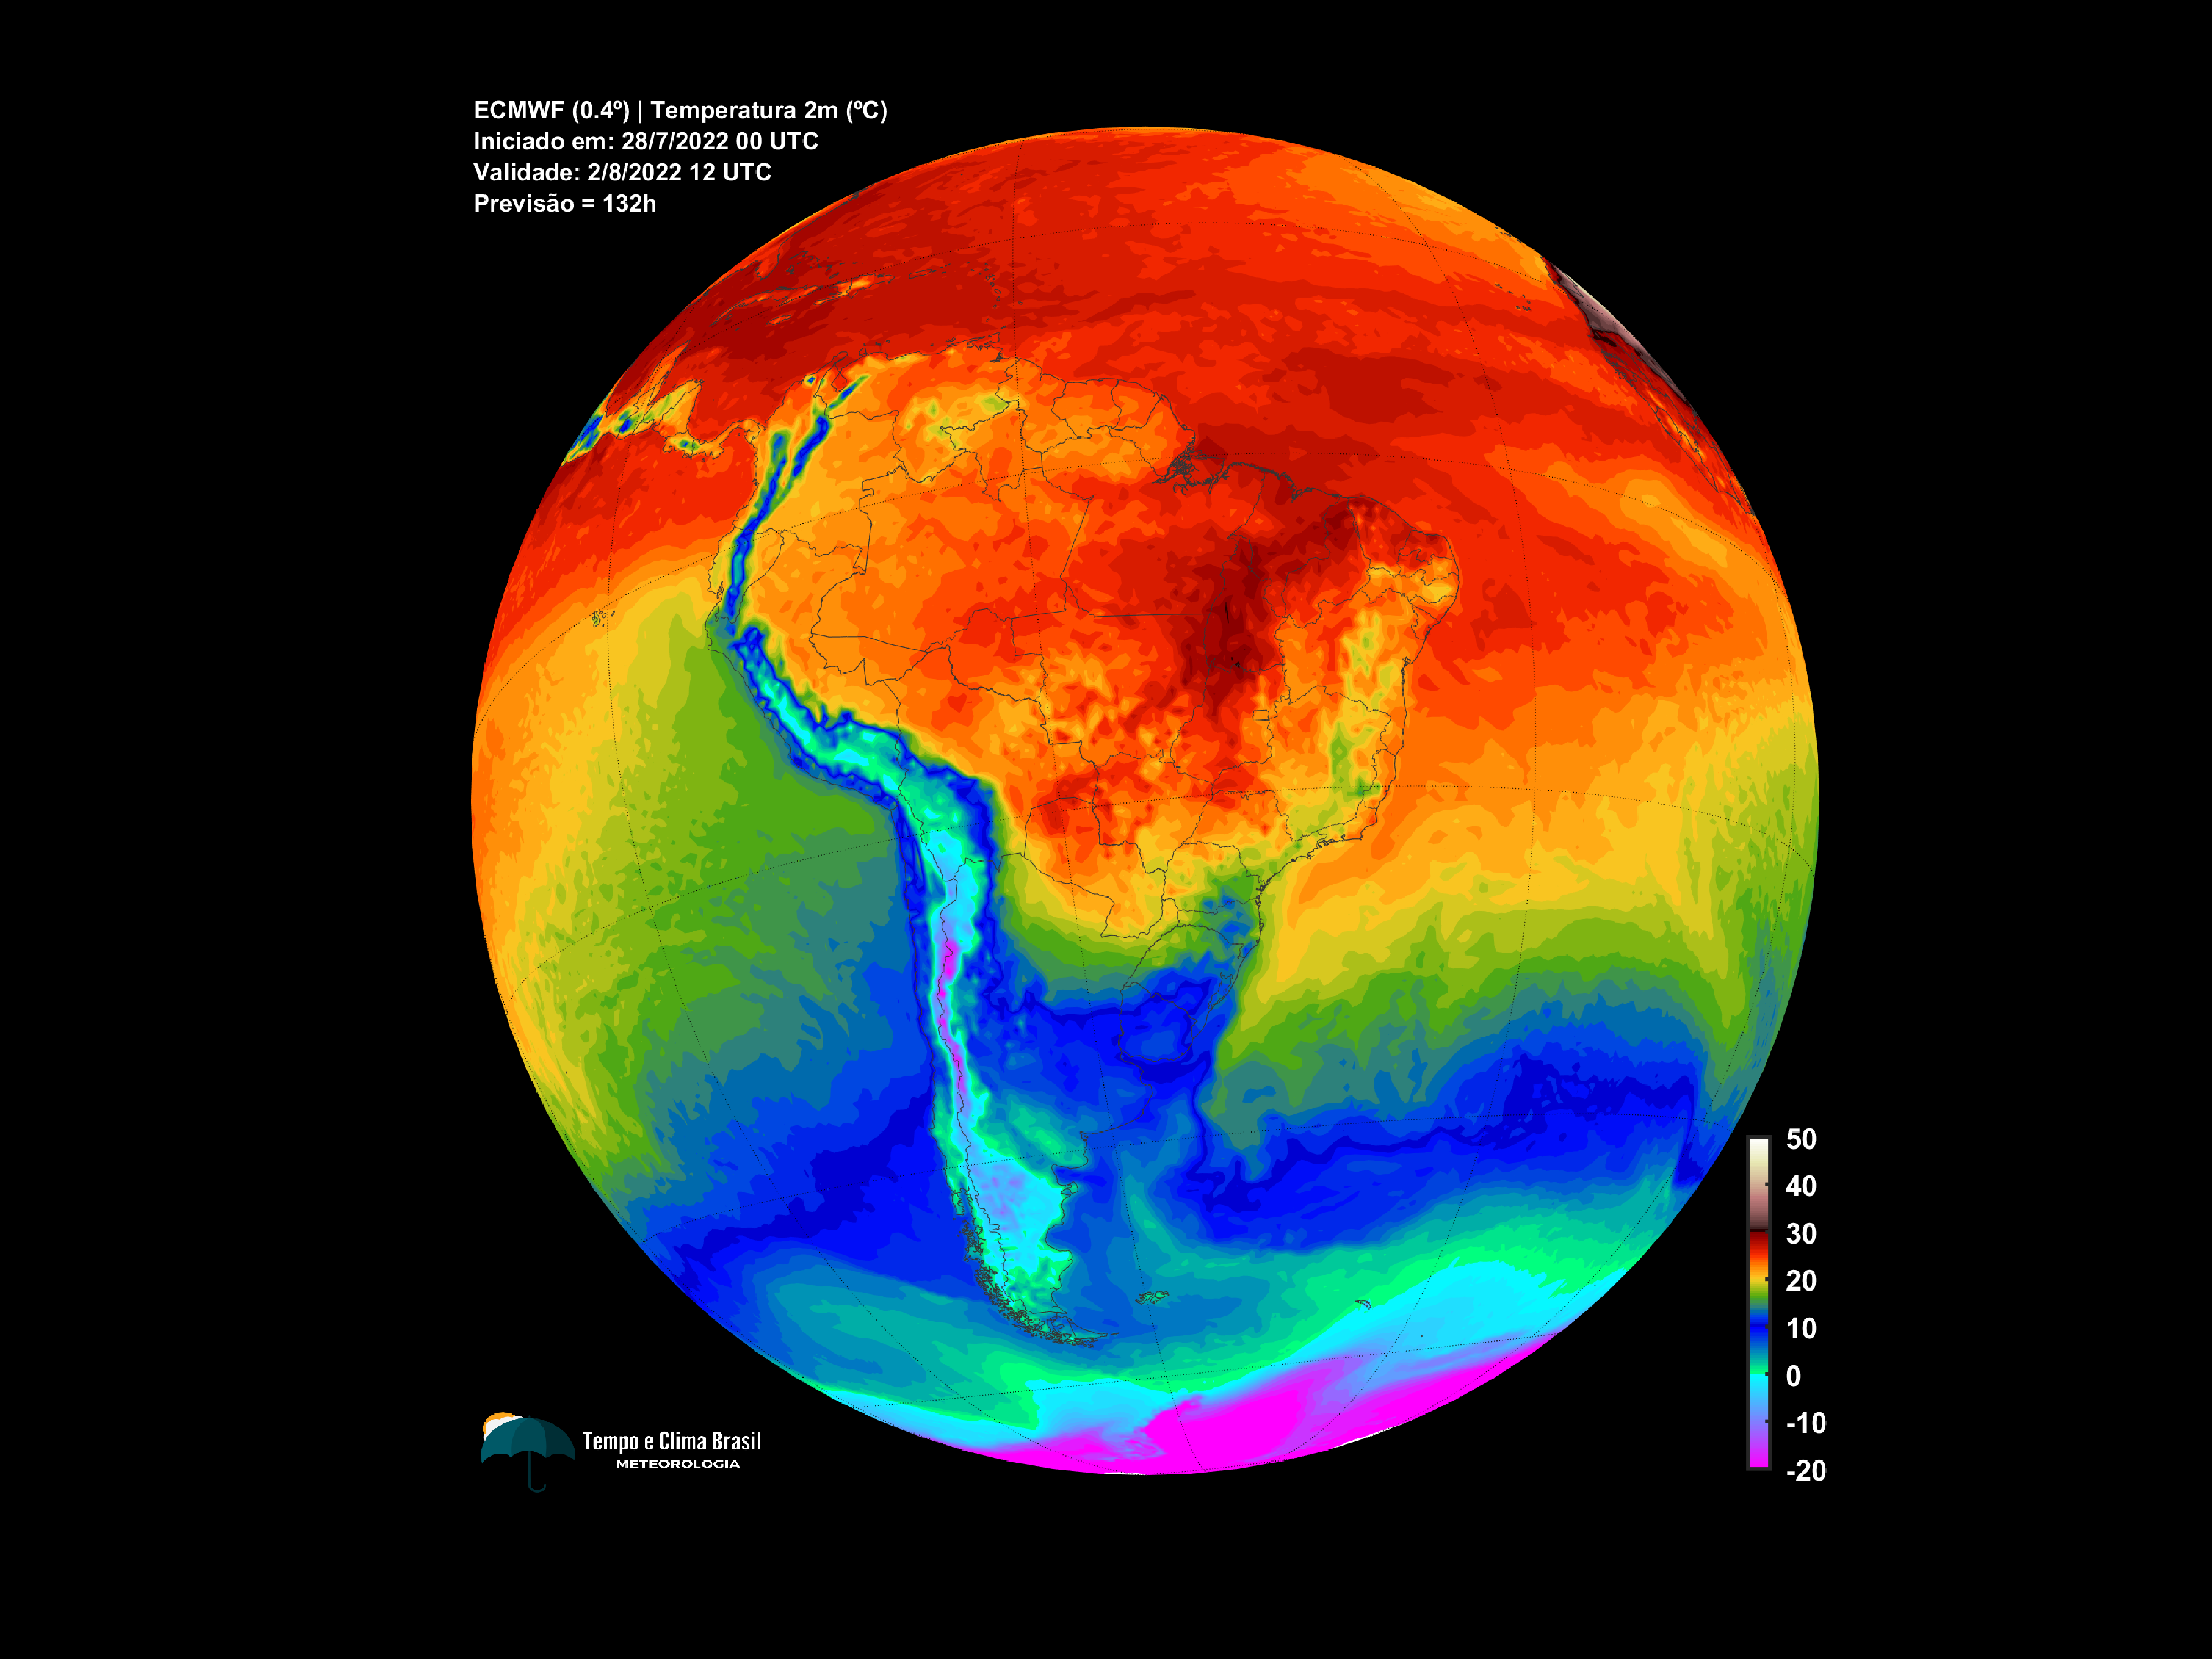 ECMWF (0.4º) | Temperatura 2m (ºC)
Iniciado em: 28/7/2022 00 UTC
Validade: 2/8/2022 12 UTC
Previsão = 132h
50
40
30
20
10
0
-10
-20
Tempo e Clima Brasil
METEOROLOGIA